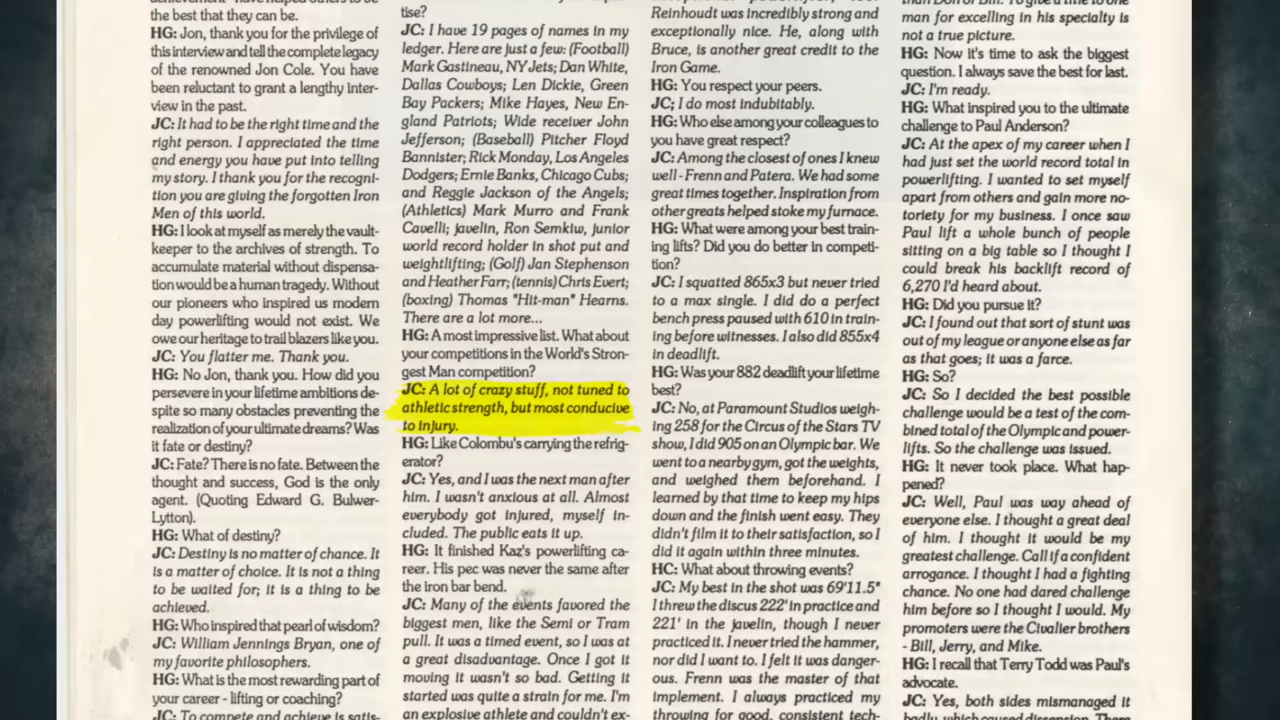 the best that they can be.
HG: Jon, thank you for the privilege of
this interview and tell the complete legacy
of the renowned Jon Cole. You have
been reluctant to grant a lengthy inter-
view in the past.
JC: It had to be the right time and the
right person. I appreciated the time
and energy you have put into telling
my story. I thank you for the recogni-
tion you are giving the forgotten Iron
Men of this world.
HG: I look at myself as merely the vault-
keeper to the archives of strength. To
accumulate material without dispensa-
tion would be a human tragedy. Without
our pioneers who inspired us modern
day powerlifting would not exist. We
owe our heritage to trail blazers like you.
JC: You flatter me. Thank you.
HG: No Jon, thank you. How did you
persevere in your lifetime ambitions de-
spite so many obstacles preventing the
realization of your ultimate dreams? Was
it fate or destiny?
JC: Fate? There is no fate. Between the
thought and success, God is the only
agent. (Quoting Edward G. Bulwer-
Lytton).
HG: What of destiny?
JC: Destiny is no matter of chance. It
is a matter of choice. It is not a thing
to be waited for; it is a thing to be
achieved.
HG: Who inspired that pearl of wisdom?
JC: William Jennings Bryan, one of
my favorite philosophers.
HG: What is the most rewarding part of
your career - lifting or coaching?
JC: To compete and achieve is satis-
tise?
JC: I have 19 pages of names in my
ledger. Here are just a few: (Football)
Mark Gastineau, NY Jets; Dan White,
Dallas Cowboys; Len Dickie, Green
Bay Packers; Mike Hayes, New En-
gland Patriots; Wide receiver John
Jefferson; (Baseball) Pitcher Floyd
Bannister; Rick Monday, Los Angeles
Dodgers; Ernie Banks, Chicago Cubs;
and Reggie Jackson of the Angels;
(Athletics) Mark Murro and Frank
Cavelli; javelin, Ron Semkiw, junior
world record holder in shot put and
weightlifting; (Golf) Jan Stephenson
and Heather Farr; (tennis) Chris Evert;
(boxing) Thomas "Hit-man" Hearns.
There are a lot more...
HG: A most impressive list. What about
your competitions in the World's Stron-
gest Man competition?
JC: A lot of crazy stuff, not tuned to
athletic strength, but most conducive
to injury.
HG: Like Colombu's carrying the refrig-
erator?
JC: Yes, and I was the next man after
him. I wasn't anxious at all. Almost
everybody got injured, myself in-
cluded. The public eats it up.
HG: It finished Kaz's powerlifting ca-
reer. His pec was never the same after
the iron bar bend.
JC: Many of the events favored the
biggest men, like the Semi or Tram
pull. It was a timed event, so I was at
a great disadvantage. Once I got it
moving it wasn't so bad. Getting it
started was quite a strain for me. I'm
an explosive athlete and couldn't ex-
Reinhoudt was incredibly strong and
exceptionally nice. He, along with
Bruce, is another great credit to the
Iron Game.
HG: You respect your peers.
JC; I do most indubitably.
HG: Who else among your colleagues to
you have great respect?
JC: Among the closest of ones I knew
well - Frenn and Patera. We had some
great times together. Inspiration from
other greats helped stoke my furnace.
HG: What were among your best train-
ing lifts? Did you do better in competi-
tion?
JC: I squatted 865x3 but never tried
to a max single. I did do a perfect
bench press paused with 610 in train-
ing before witnesses. I also did 855x4
in deadlift.
HG: Was your 882 deadlift your lifetime
best?
JC: No, at Paramount Studios weigh-
ing 258 for the Circus of the Stars TV
show, I did 905 on an Olympic bar. We
went to a nearby gym, got the weights,
and weighed them beforehand. I
learned by that time to keep my hips
down and the finish went easy. They
didn't film it to their satisfaction, so I
did it again within three minutes.
HC: What about throwing events?
JC: My best in the shot was 69'11.5"
I threw the discus 222' in practice and
221' in the javelin, though I never
practiced it. I never tried the hammer,
nor did I want to. I felt it was danger-
ous. Frenn was the master of that
implement. I always practiced my
throwing for good, consistent tech-
man for excelling in his specialty is
not a true picture.
HG: Now it's time to ask the biggest
question. I always save the best for last.
JC: I'm ready.
HG: What inspired you to the ultimate
challenge to Paul Anderson?
JC: At the apex of my career when I
had just set the world record total in
powerlifting. I wanted to set myself
apart from others and gain more no-
toriety for my business. I once saw
Paul lift a whole bunch of people
sitting on a big table so I thought I
could break his backlift record of
6,270 I'd heard about.
HG: Did you pursue it?
JC: I found out that sort of stunt was
out of my league or anyone else as far
as that goes; it was a farce.
HG: So?
JC: So I decided the best possible
challenge would be a test of the com-
bined total of the Olympic and power-
lifts. So the challenge was issued.
HG: It never took place. What hap-
pened?
JC: Well, Paul was way ahead of
everyone else. I thought a great deal
of him. I thought it would be my
greatest challenge. Call if a confident
arrogance. I thought I had a fighting
chance. No one had dared challenge
him before so I thought I would. My
promoters were the Civalier brothers
- Bill, Jerry, and Mike.
HG: I recall that Terry Todd was Paul's
advocate.
JC: Yes, both sides mismanaged it